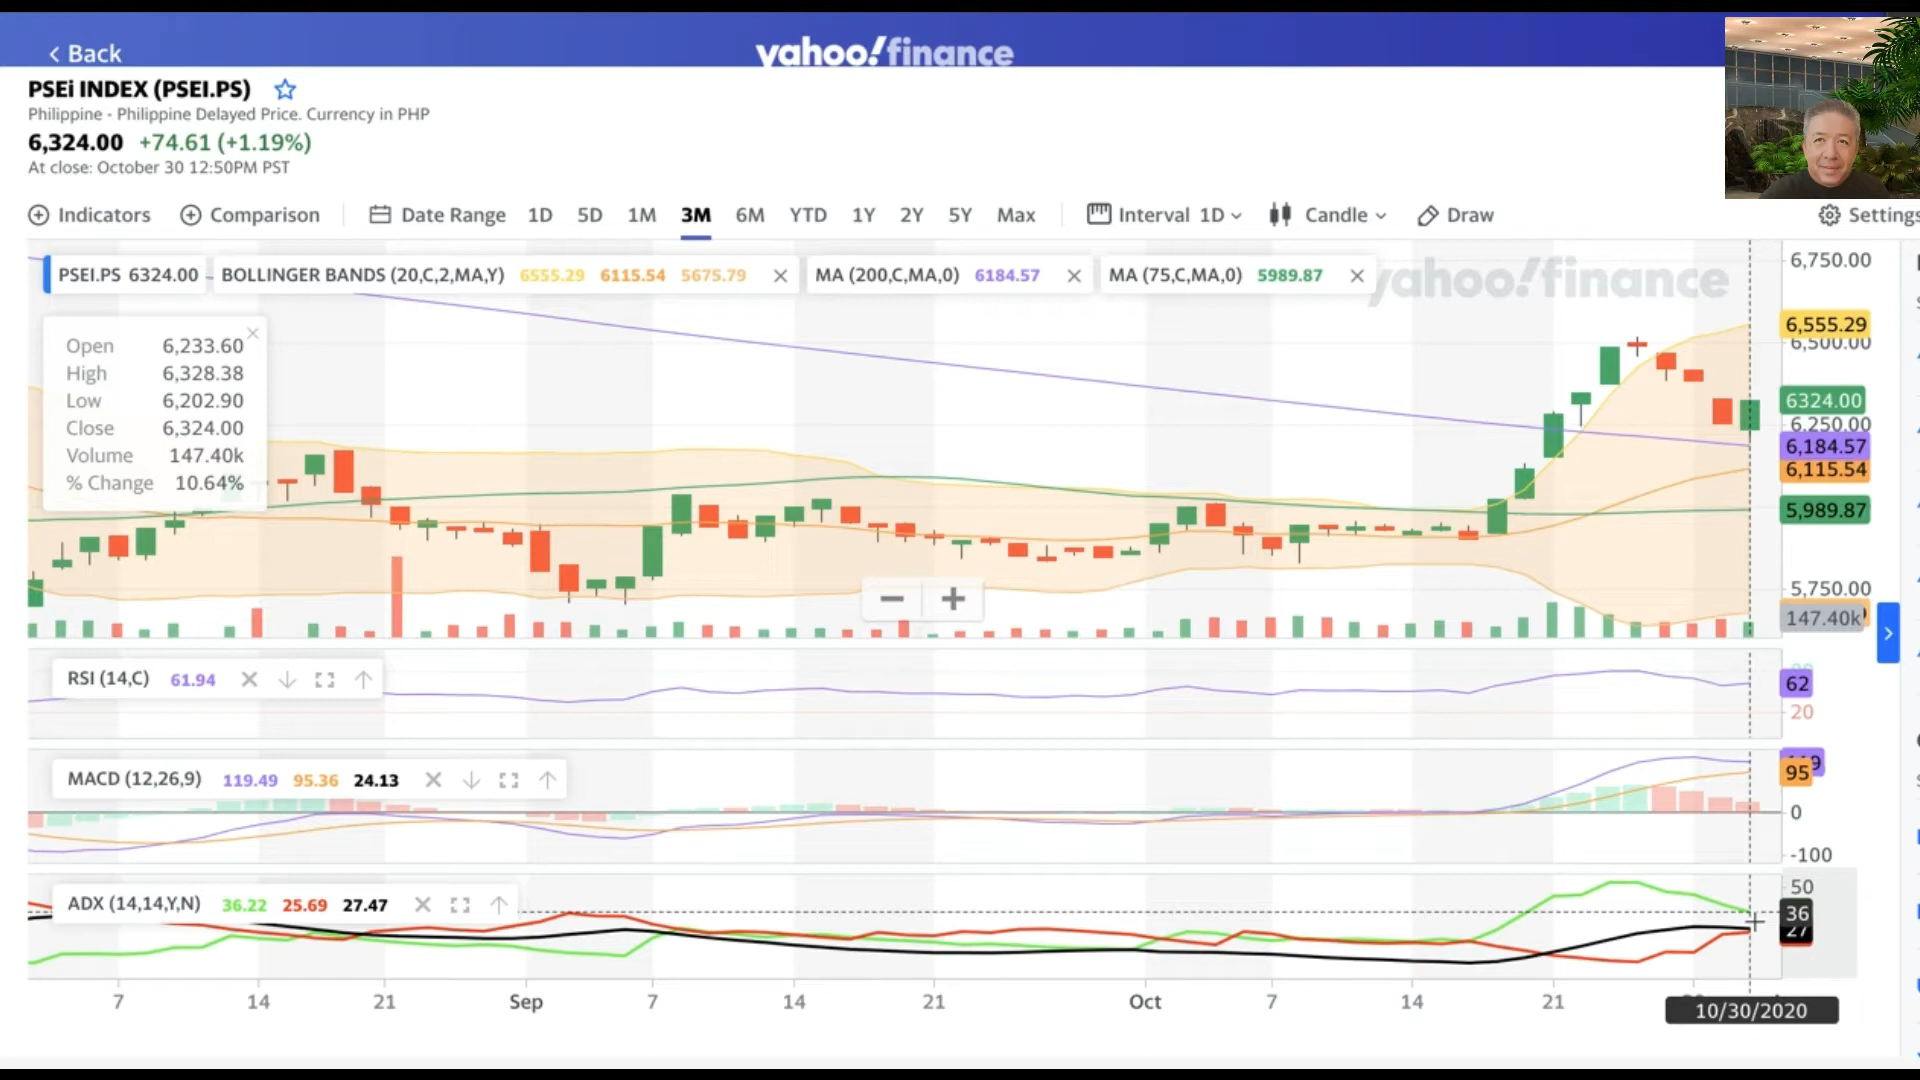 Back
yahoo!finance
PSEi INDEX (PSEI.PS)
Philippine - Philippine Delayed Price. Currency in PHP
6,324.00 +74.61 (+1.19%)
At close: October 30 12:50PM PST
Indicators Comparison Date Range 1D 5D 1M 3M 6M YTD 1Y 2Y 5Y Max Interval 1D Candle Draw Settings
PSEI.PS 6324.00 BOLLINGER BANDS (20,C,2,MA,Y) 6555.29 6115.54 5675.79 MA (200,C,MA,0) 6184.57 MA (75,C,MA,0) 5989.87
yahoo!finance
6,750.00
6,555.29
6,500.00
6324.00
6,250.00
6,184.57
6,115.54
5,989.87
5,750.00
147.40k
Open 6,233.60
High 6,328.38
Low 6,202.90
Close 6,324.00
Volume 147.40k
% Change 10.64%
RSI (14,C) 61.94
62
20
MACD (12,26,9) 119.49 95.36 24.13
95
0
-100
ADX (14,14,Y,N) 36.22 25.69 27.47
50
36
27
7 14 21 Sep 7 14 21 Oct 7 14 21
10/30/2020